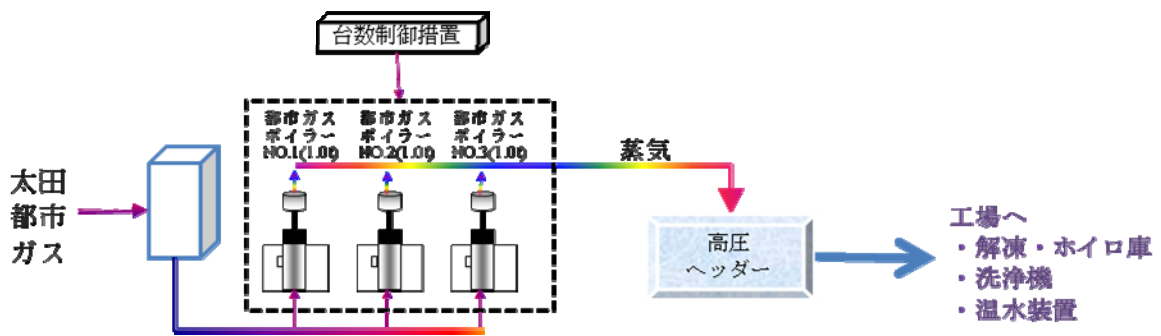 台数制御措置
都市ガス
ボイラー
NO.1(1.0t)
都市ガス
ボイラー
NO.2(1.0t)
都市ガス
ボイラー
NO.3(1.0t)
蒸気
太田
都市
ガス
高圧
ヘッダー
工場へ
・解凍・ホイロ庫
・洗浄機
・温水装置